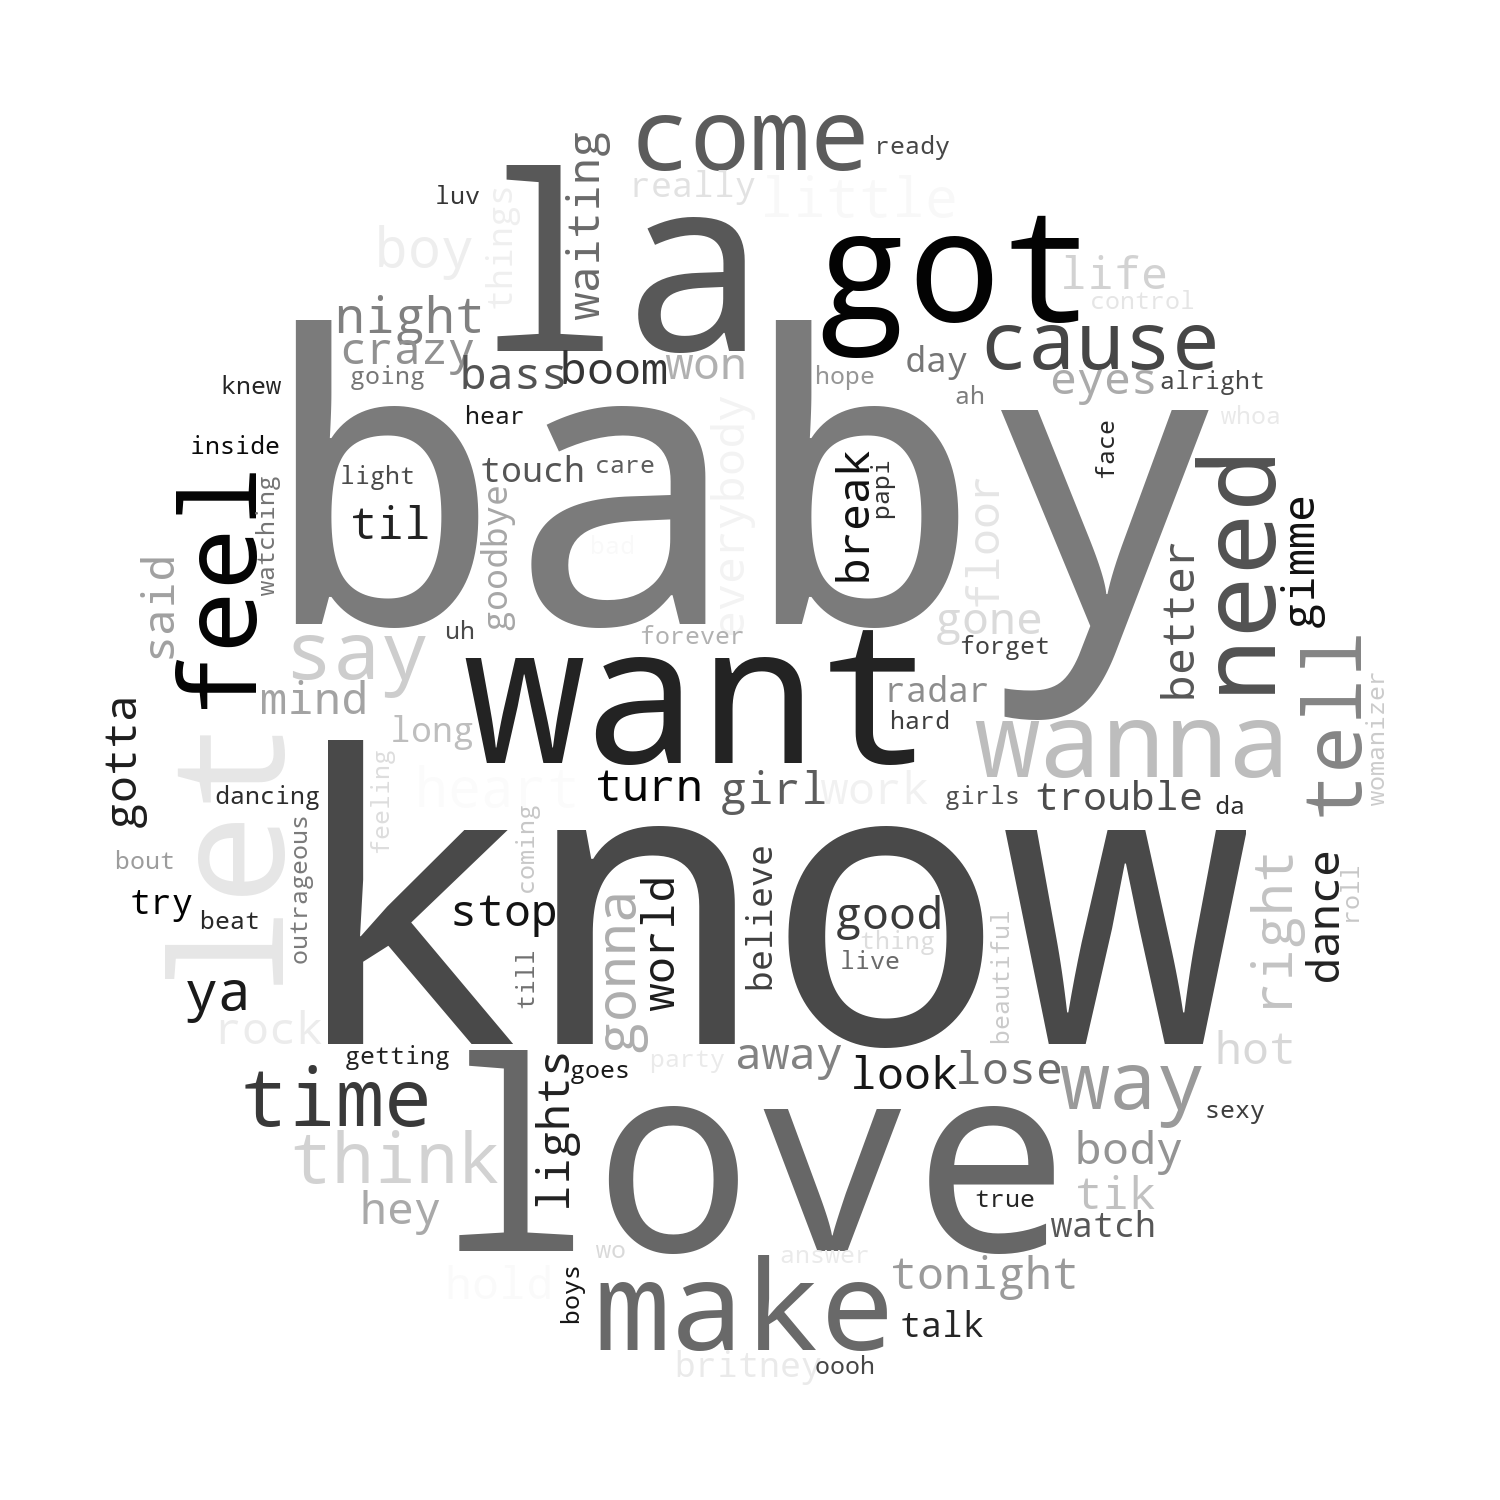 come
ready
really
little
luv
waiting
things
la
got
boy
life
control
night
crazy
cause
going
bass
boom
won
day
eyes
alright
knew
hope
ah
hear
baby
everybody
whoa
inside
light
touch
care
break
papi
face
need
feel
watching
til
goodbye
bad
floor
gimme
said
better
say
uh
forever
want
gone
forget
tell
mind
long
radar
hard
wanna
womanizer
gotta
let
feeling
heart
turn
girl
work
girls
trouble
da
dancing
know
outrageous
coming
bout
try
beat
stop
gonna
world
believe
good
thing
live
beautiful
right
dance
roll
ya
till
rock
getting
lights
goes
party
away
look
lose
way
hot
time
love
sexy
think
body
hey
true
tik
watch
wo
answer
hold
boys
make
tonight
talk
britney
oooh